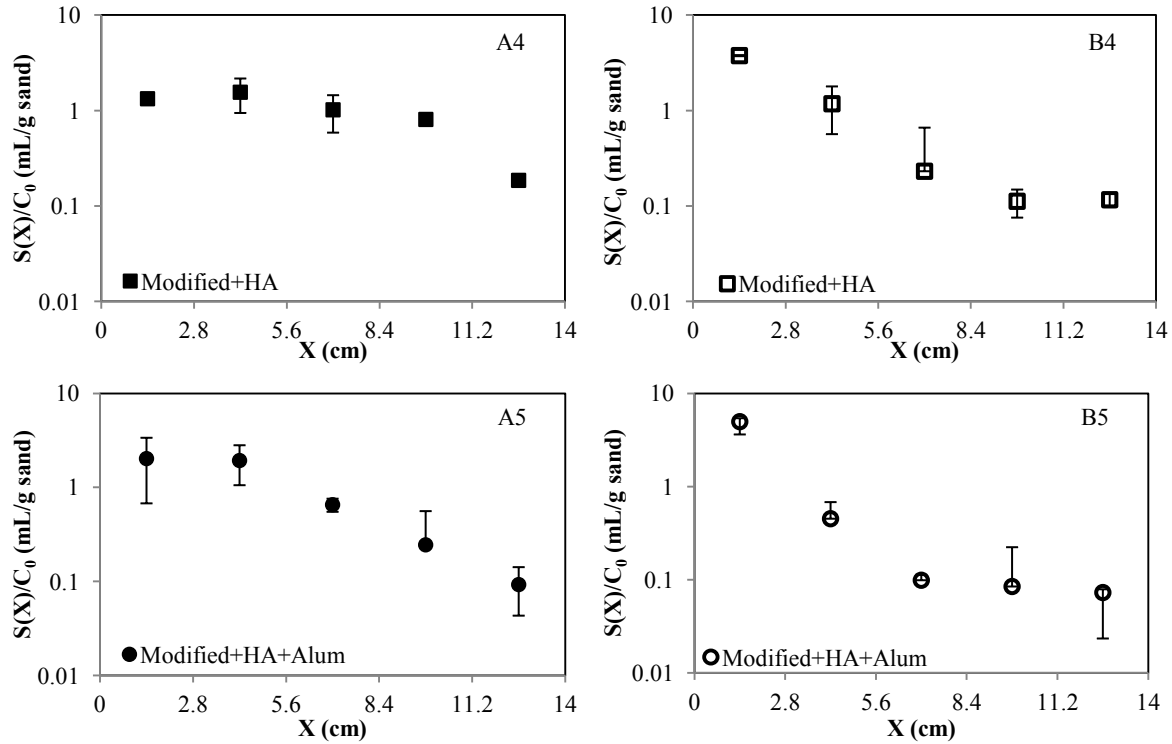 A4
10
1
0.1
0.01
S(X)/C₀ (mL/g sand)
Modified+HA
0 2.8 5.6 8.4 11.2 14
X (cm)
B4
10
1
0.1
0.01
S(X)/C₀ (mL/g sand)
Modified+HA
0 2.8 5.6 8.4 11.2 14
X (cm)
A5
10
1
0.1
0.01
S(X)/C₀ (mL/g sand)
Modified+HA+Alum
0 2.8 5.6 8.4 11.2 14
X (cm)
B5
10
1
0.1
0.01
S(X)/C₀ (mL/g sand)
Modified+HA+Alum
0 2.8 5.6 8.4 11.2 14
X (cm)